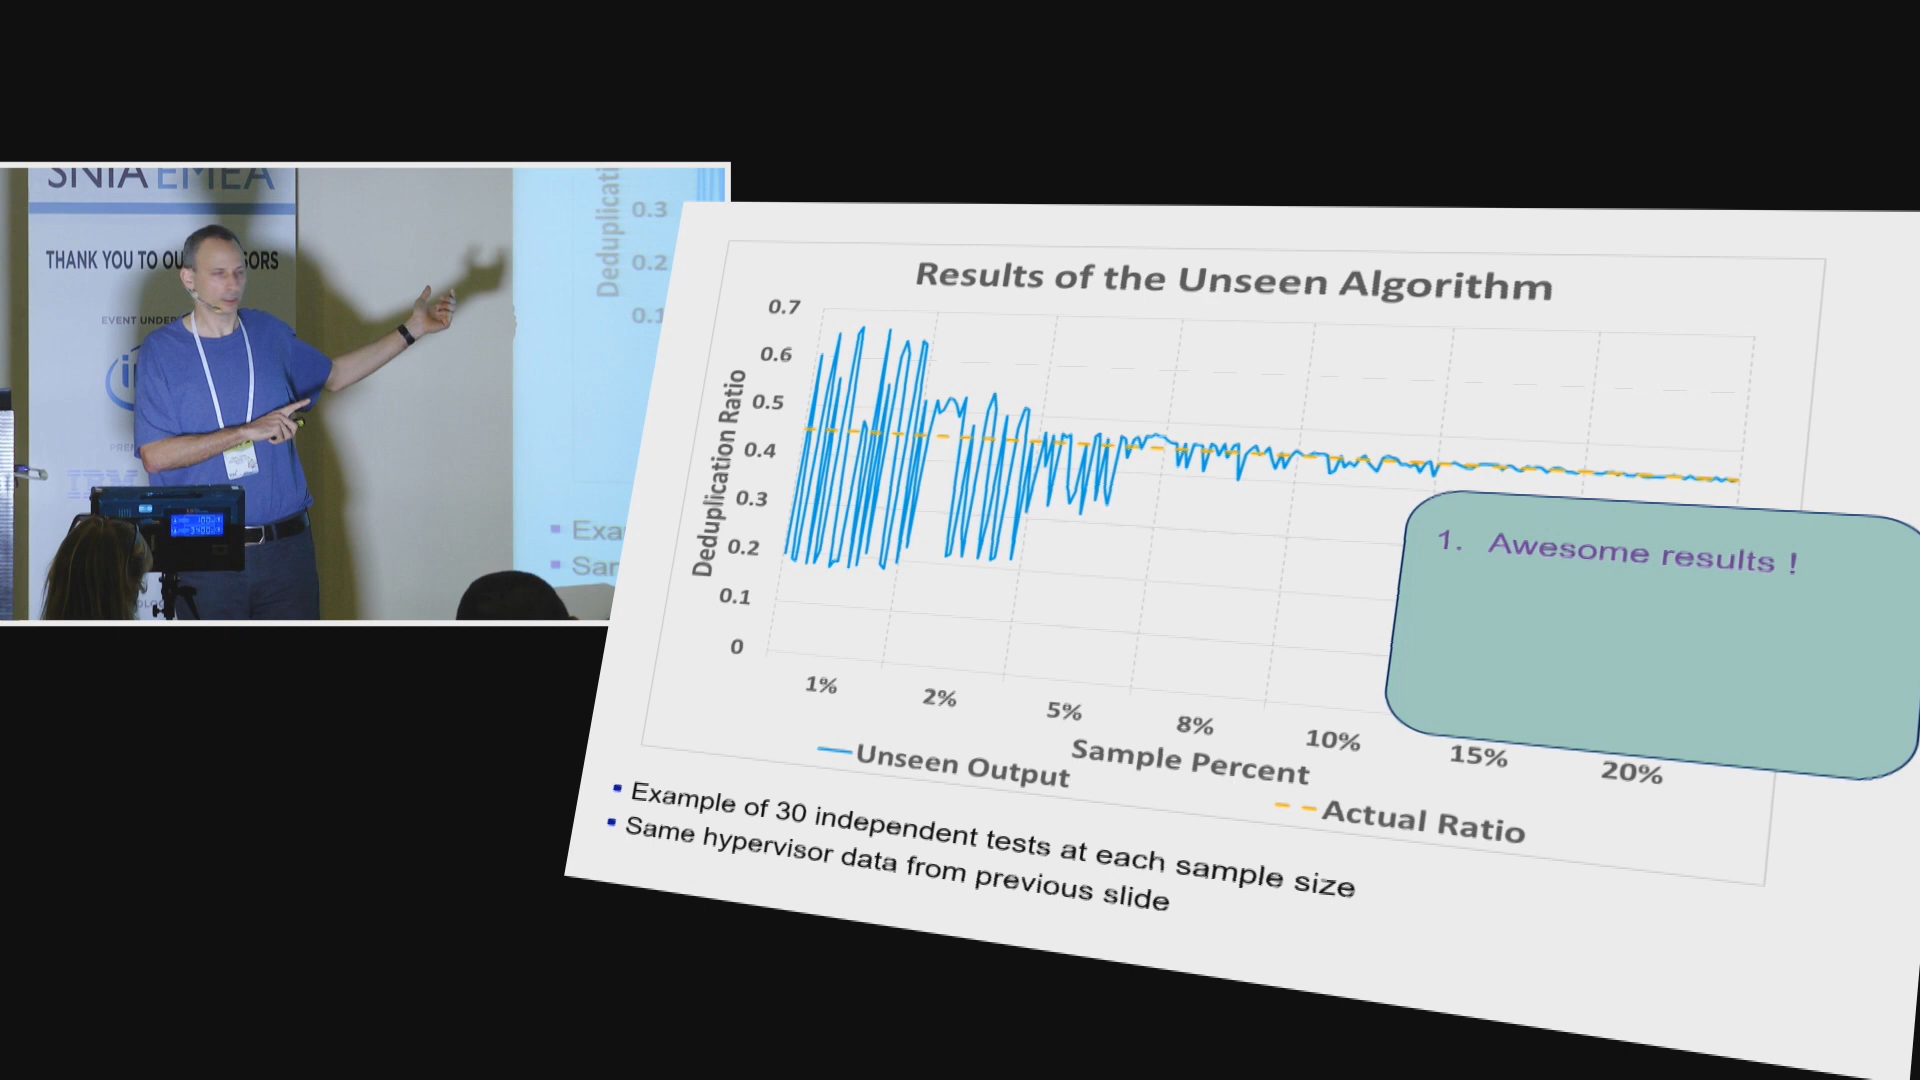 SNIA EMEA
THANK YOU TO OU SORS
EVENT UNDER
IBM
Deduplicati
0.3
0.2
0.1
Exa
Results of the Unseen Algorithm
Deduplication Ratio
0.7
0.6
0.5
0.4
0.3
0.2
0.1
0
1% 2% 5% 8% 10% 15% 20%
Sample Percent
Unseen Output
Actual Ratio
1. Awesome results !
Example of 30 independent tests at each sample size
Same hypervisor data from previous slide